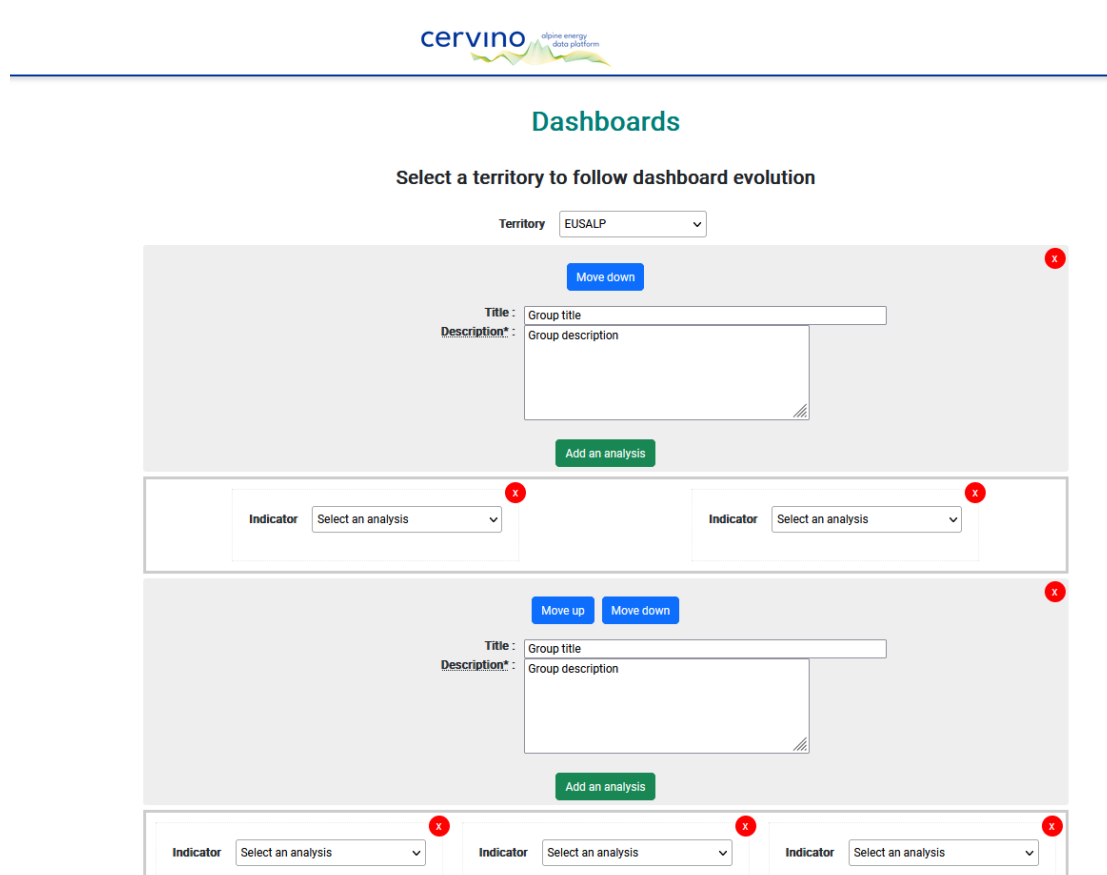 cervino alpine energy
data platform
Dashboards
Select a territory to follow dashboard evolution
Territory EUSALP
x
Move down
Title : Group title
Description* : Group description
Add an analysis
x x
Indicator Select an analysis Indicator Select an analysis
x
Move up Move down
Title : Group title
Description* : Group description
Add an analysis
x x x
Indicator Select an analysis Indicator Select an analysis Indicator Select an analysis